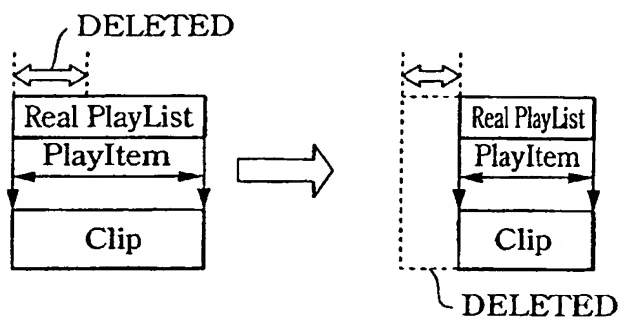 DELETED
Real PlayList
PlayItem
Clip
Real PlayList
PlayItem
Clip
DELETED